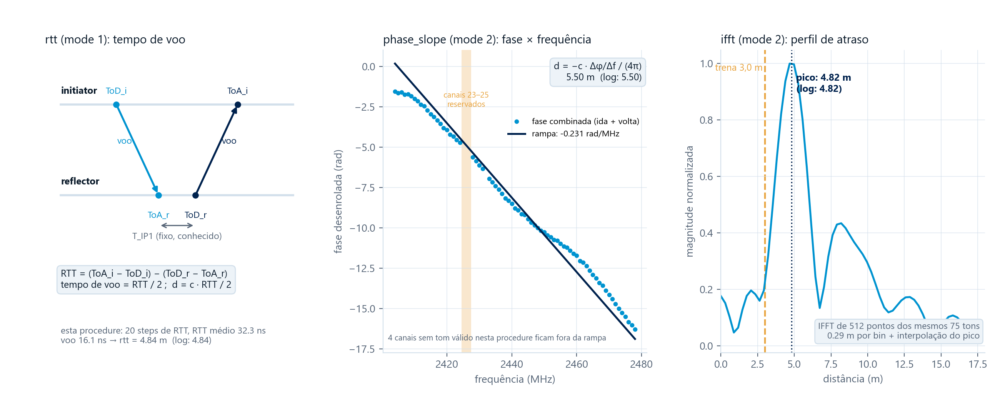 rtt (mode 1): tempo de voo
initiator
ToD_i
ToA_i
voo
voo
reflector
ToA_r
ToD_r
T_IP1 (fixo, conhecido)
RTT = (ToA_i − ToD_i) − (ToD_r − ToA_r)
tempo de voo = RTT / 2 ;  d = c · RTT / 2
esta procedure: 20 steps de RTT, RTT médio 32.3 ns
voo 16.1 ns → rtt = 4.84 m  (log: 4.84)
phase_slope (mode 2): fase × frequência
d = −c · Δφ/Δf / (4π)
5.50 m  (log: 5.50)
canais 23–25
reservados
fase combinada (ida + volta)
rampa: -0.231 rad/MHz
4 canais sem tom válido nesta procedure ficam fora da rampa
fase desenrolada (rad)
0.0
−2.5
−5.0
−7.5
−10.0
−12.5
−15.0
−17.5
2420
2440
2460
2480
frequência (MHz)
ifft (mode 2): perfil de atraso
trena 3,0 m
pico: 4.82 m
(log: 4.82)
IFFT de 512 pontos dos mesmos 75 tons
0.29 m por bin + interpolação do pico
magnitude normalizada
1.0
0.8
0.6
0.4
0.2
0.0
0.0
2.5
5.0
7.5
10.0
12.5
15.0
17.5
distância (m)